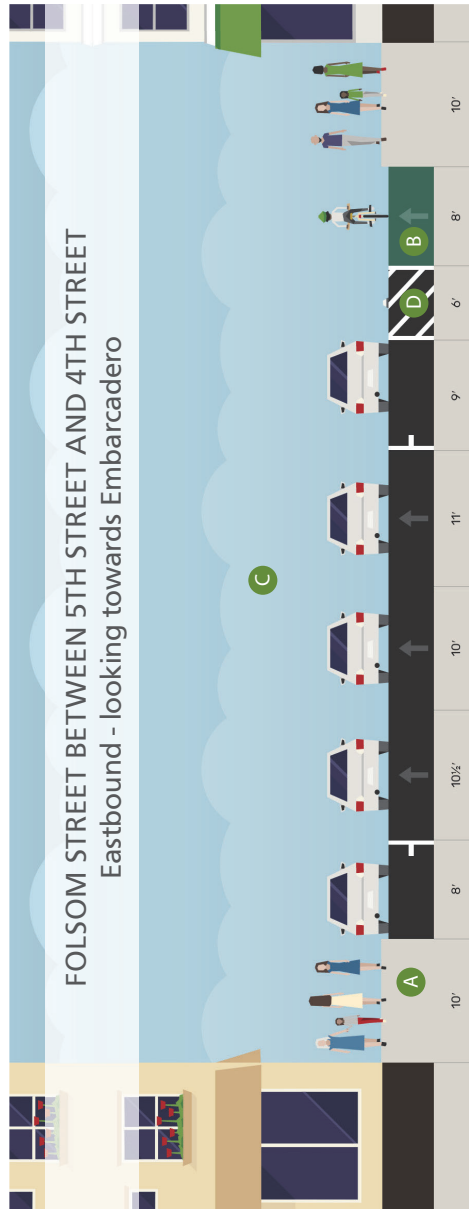 FOLSOM STREET BETWEEN 5TH STREET AND 4TH STREET
Eastbound - looking towards Embarcadero
C
A
D
B
10′
8′
10½′
10′
11′
9′
6′
8′
10′